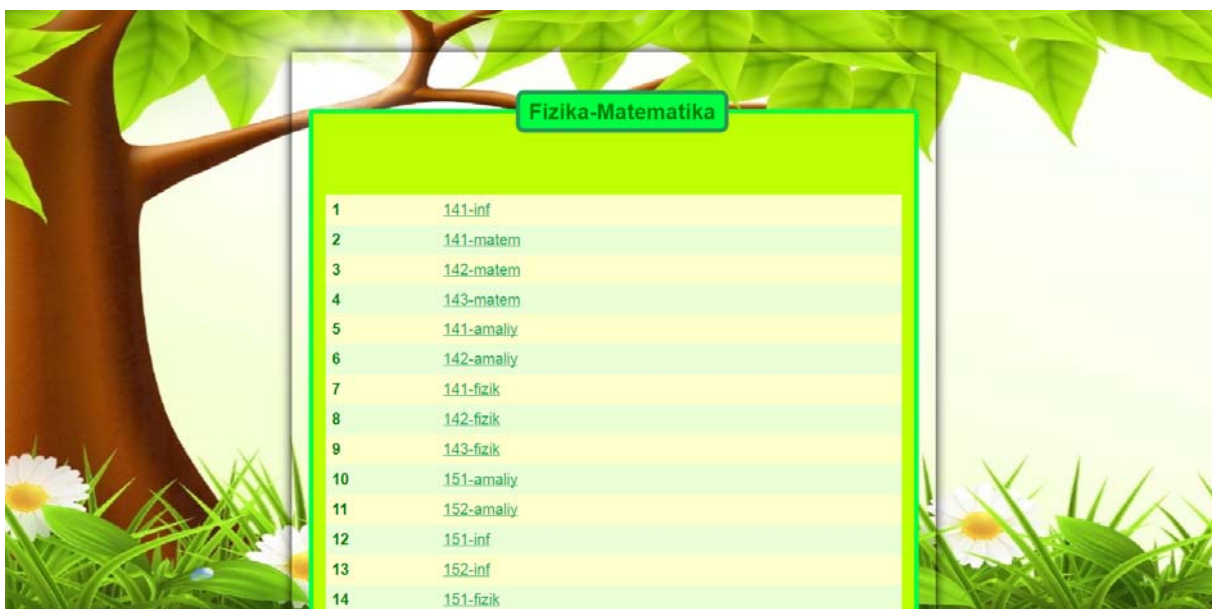 Fizika-Matematika
1 141-inf
2 141-matem
3 142-matem
4 143-matem
5 141-amaliy
6 142-amaliy
7 141-fizik
8 142-fizik
9 143-fizik
10 151-amaliy
11 152-amaliy
12 151-inf
13 152-inf
14 151-fizik